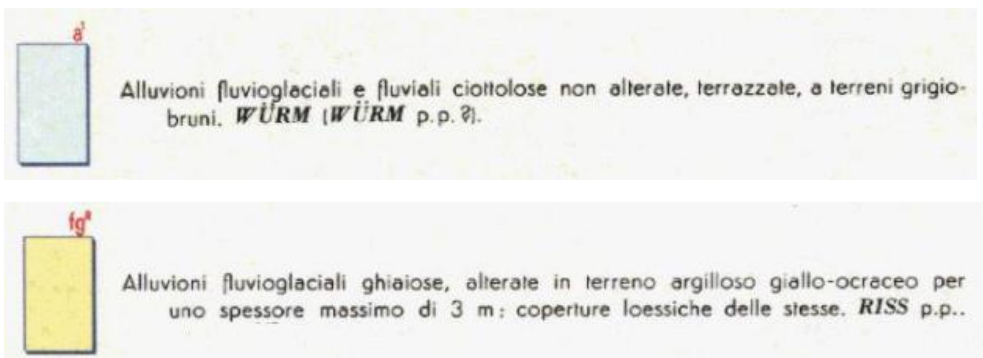 a¹
Alluvioni fluvioglaciali e fluviali ciottolose non alterate, terrazzate, a terreni grigio-
bruni. WÜRM (WÜRM p.p.?).
fgᴿ
Alluvioni fluvioglaciali ghiaiose, alterate in terreno argilloso giallo-ocraceo per
uno spessore massimo di 3 m: coperture loessiche delle stesse. RISS p.p..